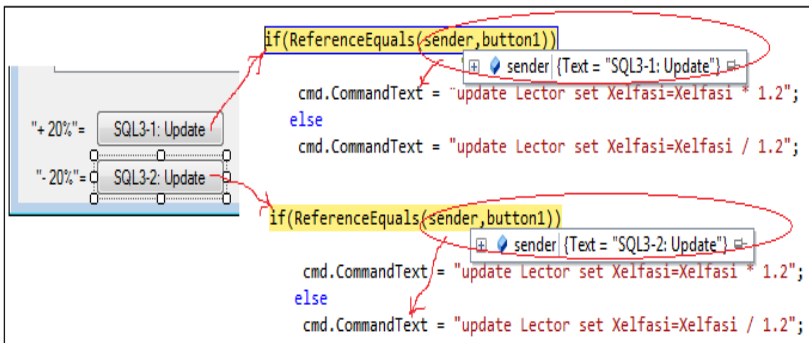 if(ReferenceEquals(sender,button1))
sender {Text = "SQL3-1: Update"}
cmd.CommandText = "update Lector set Xelfasi=Xelfasi * 1.2";
else
cmd.CommandText = "update Lector set Xelfasi=Xelfasi / 1.2";
"+ 20%"= SQL3-1: Update
"- 20%"= SQL3-2: Update
if(ReferenceEquals(sender,button1))
sender {Text = "SQL3-2: Update"}
cmd.CommandText = "update Lector set Xelfasi=Xelfasi * 1.2";
else
cmd.CommandText = "update Lector set Xelfasi=Xelfasi / 1.2";